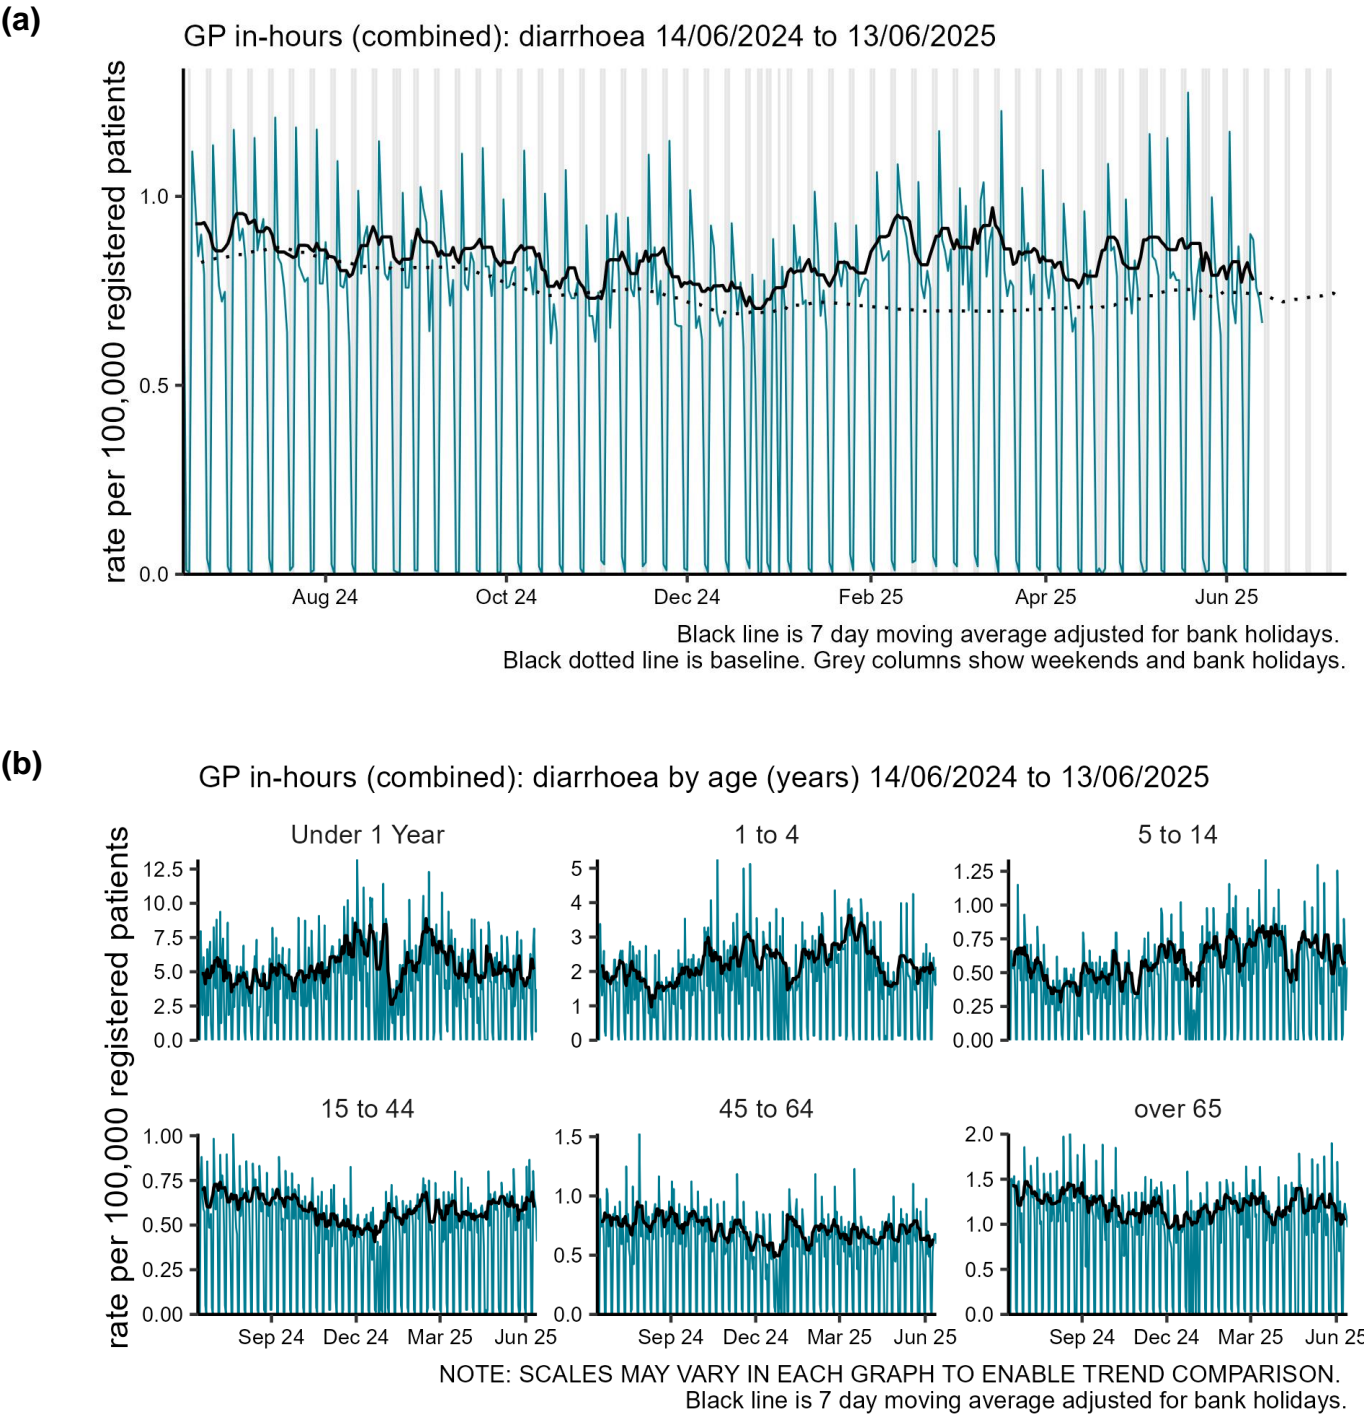 (a)
GP in-hours (combined): diarrhoea 14/06/2024 to 13/06/2025
rate per 100,000 registered patients
1.0
0.5
0.0
Aug 24 Oct 24 Dec 24 Feb 25 Apr 25 Jun 25
Black line is 7 day moving average adjusted for bank holidays.
Black dotted line is baseline. Grey columns show weekends and bank holidays.
(b)
GP in-hours (combined): diarrhoea by age (years) 14/06/2024 to 13/06/2025
rate per 100,000 registered patients
Under 1 Year
12.5
10.0
7.5
5.0
2.5
0.0
1 to 4
5
4
3
2
1
0
5 to 14
1.25
1.00
0.75
0.50
0.25
0.00
15 to 44
1.00
0.75
0.50
0.25
0.00
Sep 24 Dec 24 Mar 25 Jun 25
45 to 64
1.5
1.0
0.5
0.0
Sep 24 Dec 24 Mar 25 Jun 25
over 65
2.0
1.5
1.0
0.5
0.0
Sep 24 Dec 24 Mar 25 Jun 25
NOTE: SCALES MAY VARY IN EACH GRAPH TO ENABLE TREND COMPARISON.
Black line is 7 day moving average adjusted for bank holidays.